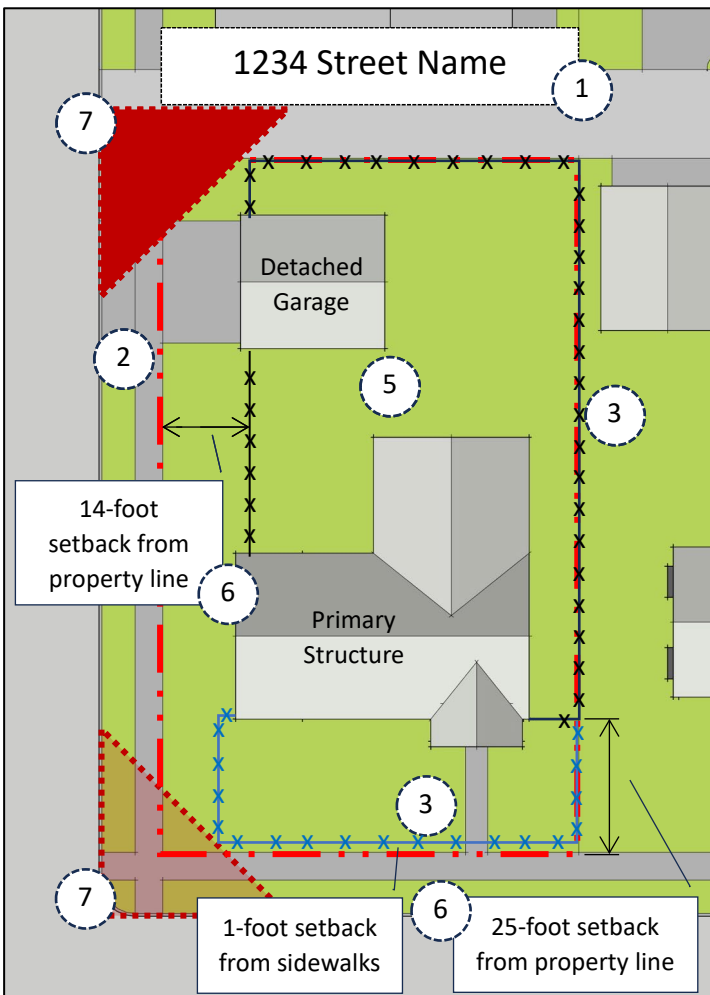 1234 Street Name
1
7
Detached
Garage
2
5
3
14-foot
setback from
property line
6
Primary
Structure
3
7
6
1-foot setback
from sidewalks
25-foot setback
from property line